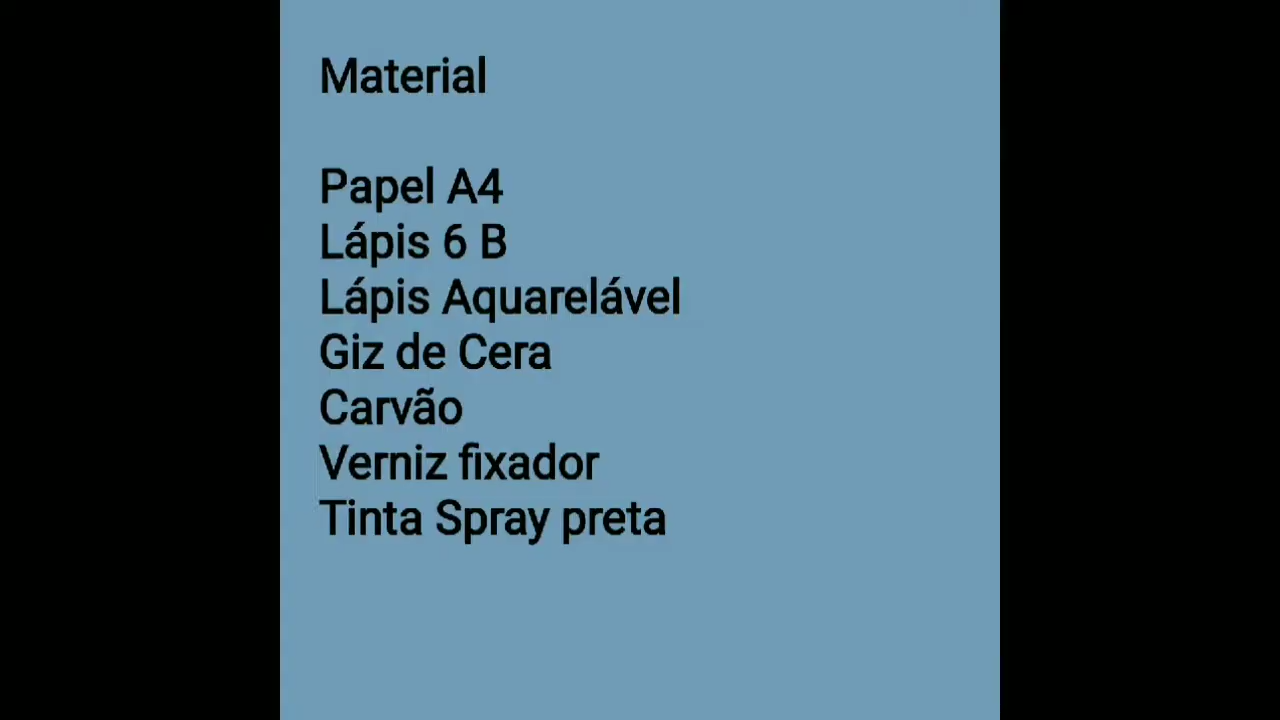 Material
Papel A4
Lápis 6 B
Lápis Aquarelável
Giz de Cera
Carvão
Verniz fixador
Tinta Spray preta